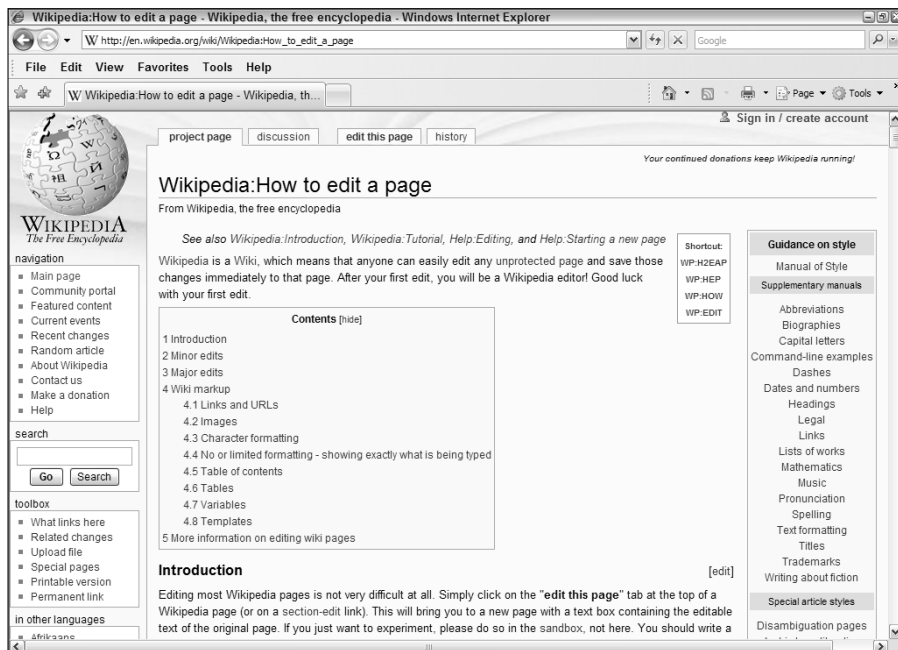 Wikipedia:How to edit a page - Wikipedia, the free encyclopedia - Windows Internet Explorer
W http://en.wikipedia.org/wiki/Wikipedia:How_to_edit_a_page
Google
File Edit View Favorites Tools Help
W Wikipedia:How to edit a page - Wikipedia, th...
Page Tools
Sign in / create account
project page discussion edit this page history
Your continued donations keep Wikipedia running!
WIKIPEDIA
The Free Encyclopedia
navigation
Main page
Community portal
Featured content
Current events
Recent changes
Random article
About Wikipedia
Contact us
Make a donation
Help
search
Go Search
toolbox
What links here
Related changes
Upload file
Special pages
Printable version
Permanent link
in other languages
Afrikaans
Wikipedia:How to edit a page
From Wikipedia, the free encyclopedia
See also Wikipedia:Introduction, Wikipedia:Tutorial, Help:Editing, and Help:Starting a new page
Wikipedia is a Wiki, which means that anyone can easily edit any unprotected page and save those
changes immediately to that page. After your first edit, you will be a Wikipedia editor! Good luck
with your first edit.
Shortcut:
WP:H2EAP
WP:HEP
WP:HOW
WP:EDIT
Contents [hide]
1 Introduction
2 Minor edits
3 Major edits
4 Wiki markup
4.1 Links and URLs
4.2 Images
4.3 Character formatting
4.4 No or limited formatting - showing exactly what is being typed
4.5 Table of contents
4.6 Tables
4.7 Variables
4.8 Templates
5 More information on editing wiki pages
Introduction [edit]
Editing most Wikipedia pages is not very difficult at all. Simply click on the "edit this page" tab at the top of a
Wikipedia page (or on a section-edit link). This will bring you to a new page with a text box containing the editable
text of the original page. If you just want to experiment, please do so in the sandbox, not here. You should write a
Guidance on style
Manual of Style
Supplementary manuals
Abbreviations
Biographies
Capital letters
Command-line examples
Dashes
Dates and numbers
Headings
Legal
Links
Lists of works
Mathematics
Music
Pronunciation
Spelling
Text formatting
Titles
Trademarks
Writing about fiction
Special article styles
Disambiguation pages